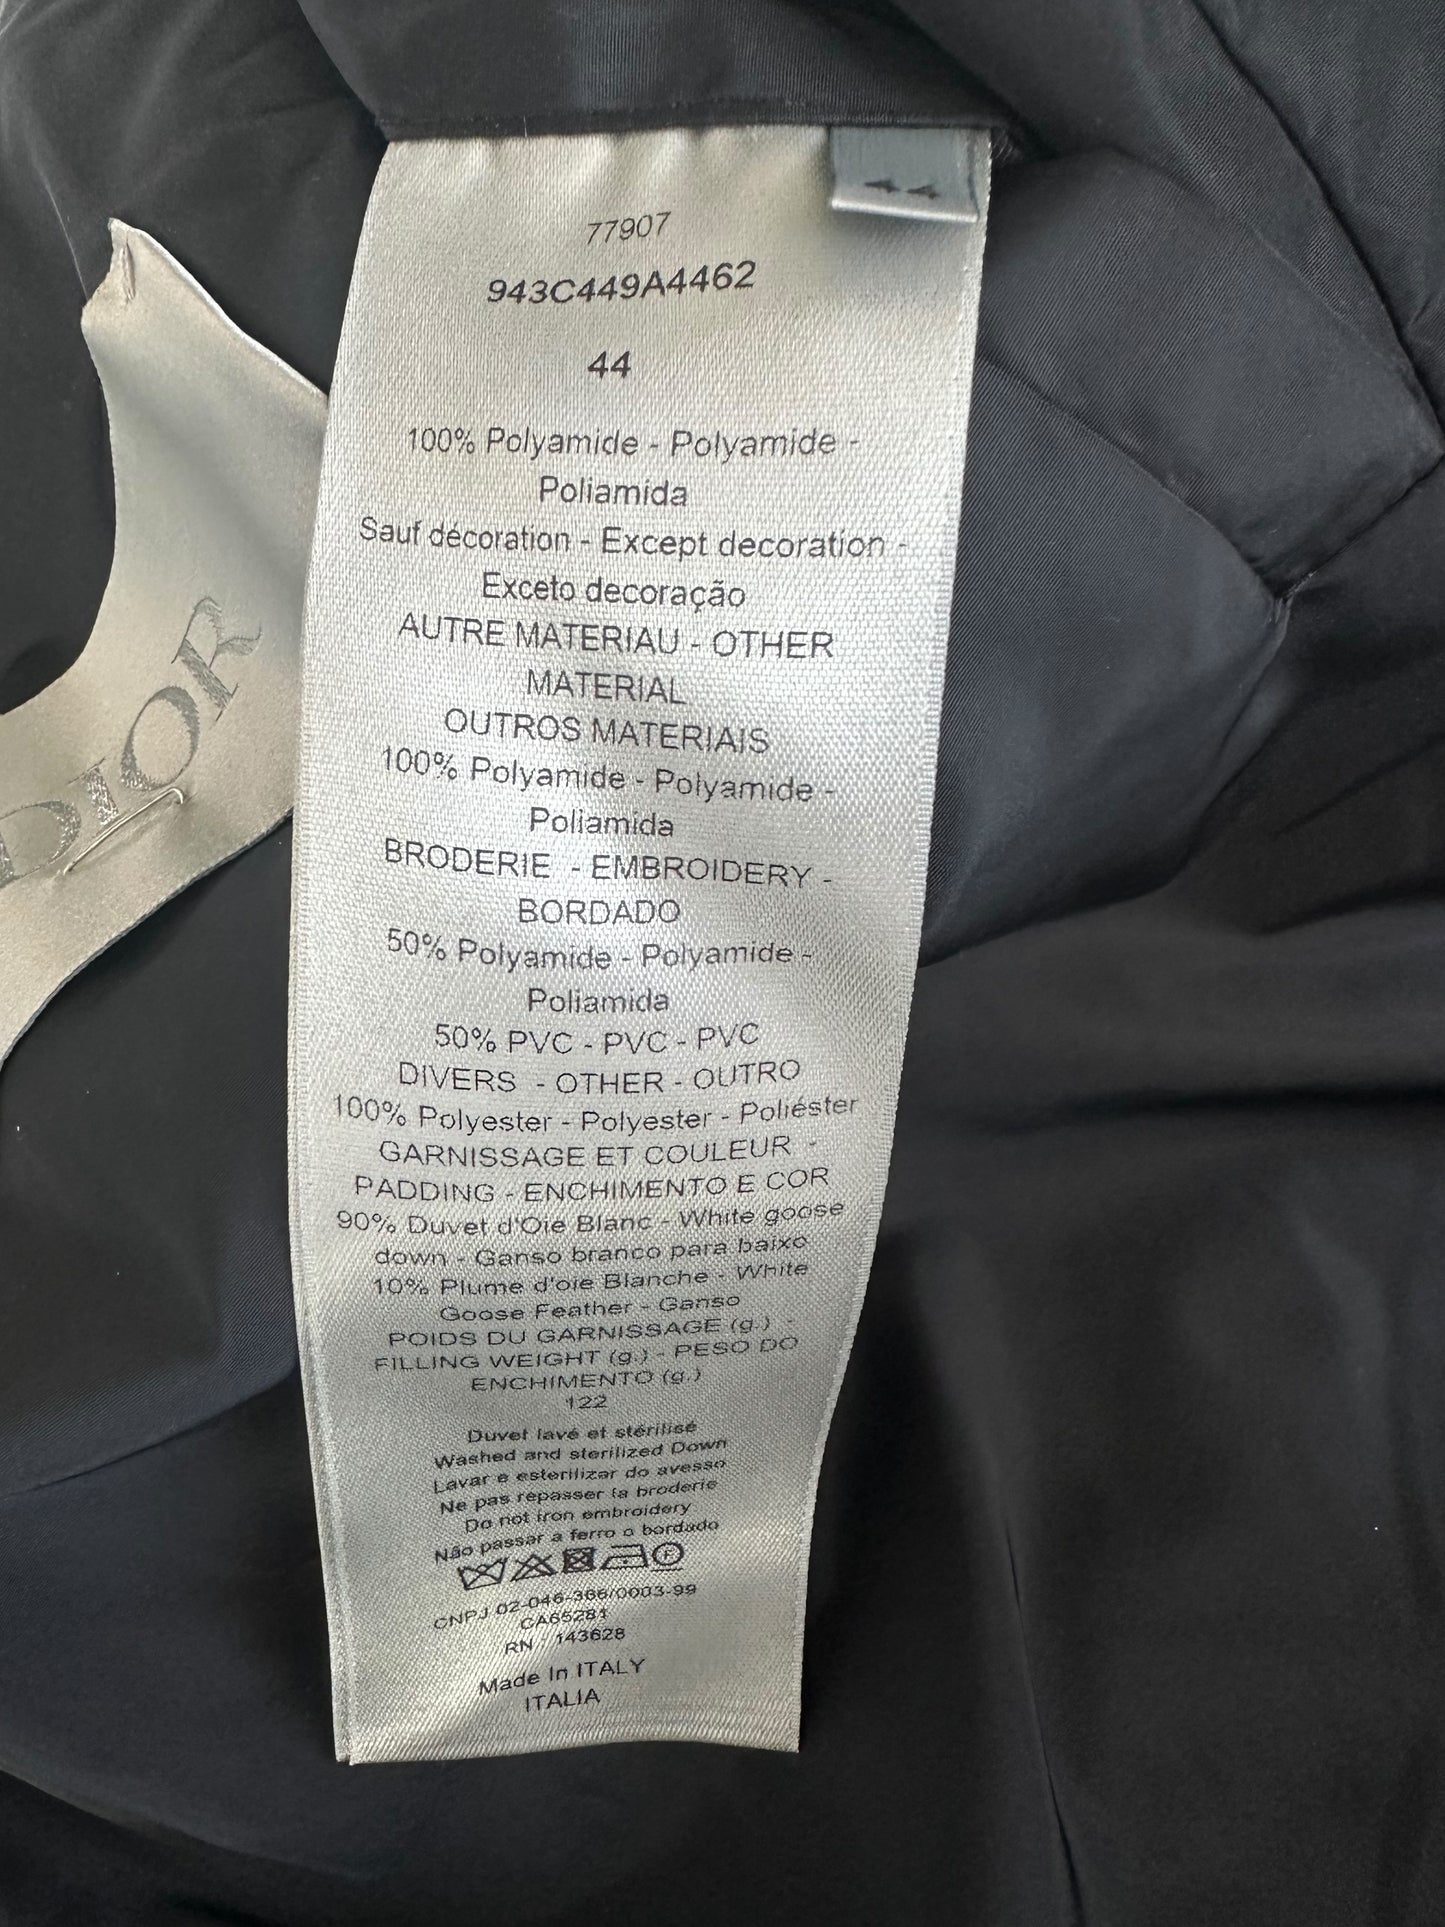 44
77907
943C449A4462
44
100% Polyamide - Polyamide -
Poliamida
Sauf décoration - Except decoration -
Exceto decoração
AUTRE MATERIAU - OTHER
MATERIAL
OUTROS MATERIAIS
100% Polyamide - Polyamide -
Poliamida
BRODERIE - EMBROIDERY -
BORDADO
50% Polyamide - Polyamide -
Poliamida
50% PVC - PVC - PVC
DIVERS - OTHER - OUTRO
100% Polyester - Polyester - Poliéster
GARNISSAGE ET COULEUR -
PADDING - ENCHIMENTO E COR
90% Duvet d'Oie Blanc - White goose
down - Ganso branco para baixo
10% Plume d'oie Blanche - White
Goose Feather - Ganso
POIDS DU GARNISSAGE (g.) -
FILLING WEIGHT (g.) - PESO DO
ENCHIMENTO (g.)
122
Duvet lavé et stérilisé
Washed and sterilized Down
Lavar e esterilizar do avesso
Ne pas repasser la broderie
Do not iron embroidery
Não passar a ferro o bordado
CNPJ 02-046-366/0003-99
CA65281
RN : 143628
Made In ITALY
ITALIA
DIOR